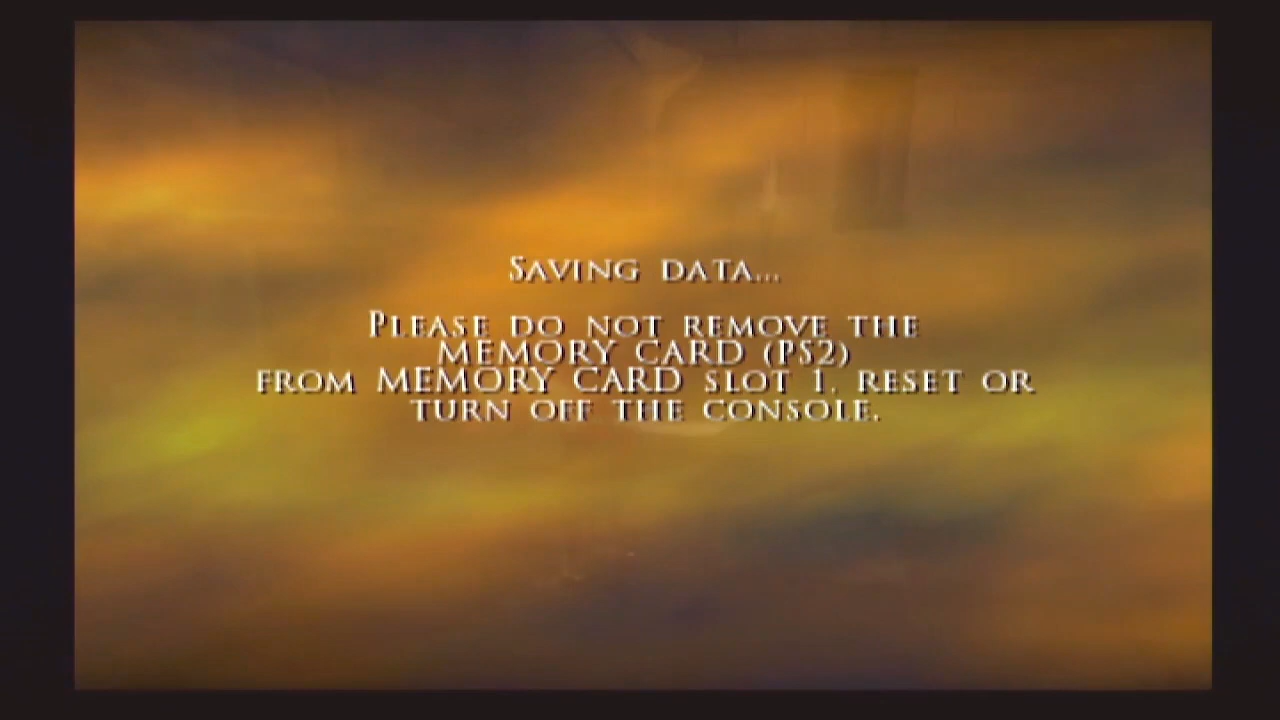 Saving data...
Please do not remove the
MEMORY CARD (PS2)
from MEMORY CARD slot 1, reset or
turn off the console.